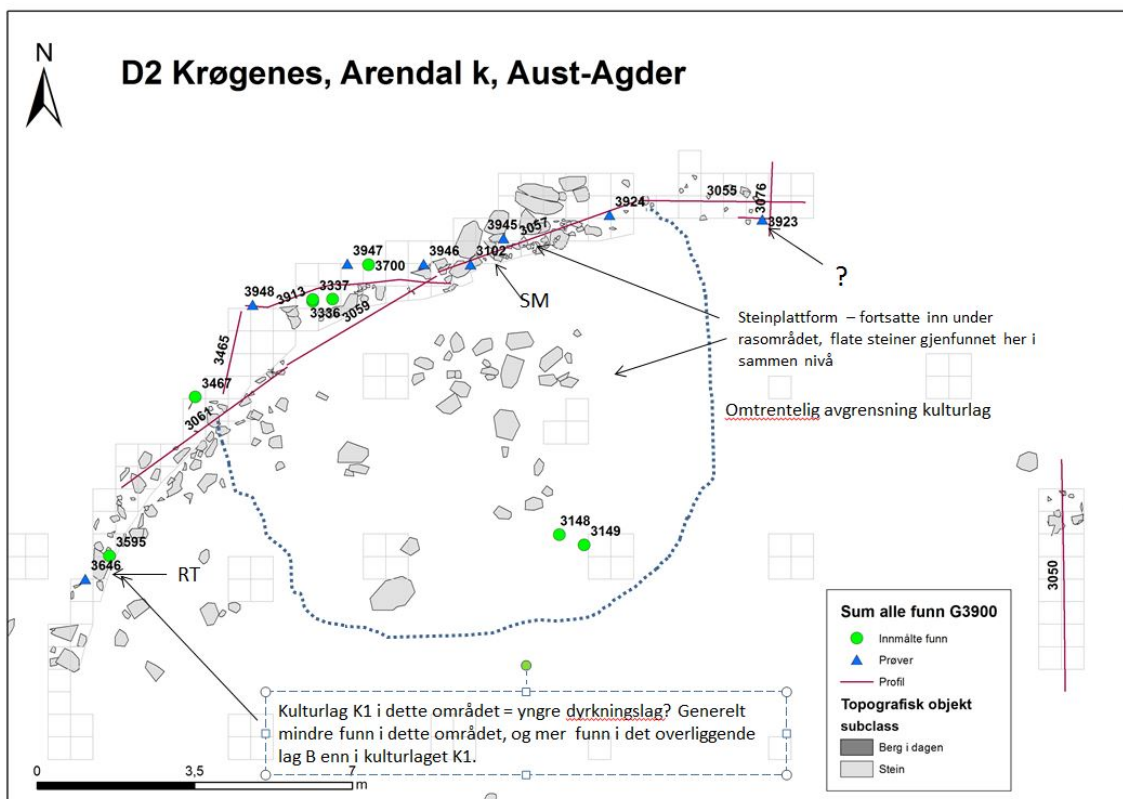 D2 Krøgenes, Arendal k, Aust-Agder
N
3055
3076
3924
3923
3945
3057
3947
3946
3102
3700
3948
3913
3337
3336
3059
SM
?
Steinplattform – fortsatte inn under
rasområdet, flate steiner gjenfunnet her i
sammen nivå
3465
3467
3061
Omtrentelig avgrensning kulturlag
3148
3149
3595
3646
RT
3050
Kulturlag K1 i dette området = yngre dyrkningslag? Generelt
mindre funn i dette området, og mer funn i det overliggende
lag B enn i kulturlaget K1.
0
3,5
7
m
Sum alle funn G3900
Innmålte funn
Prøver
Profil
Topografisk objekt
subclass
Berg i dagen
Stein